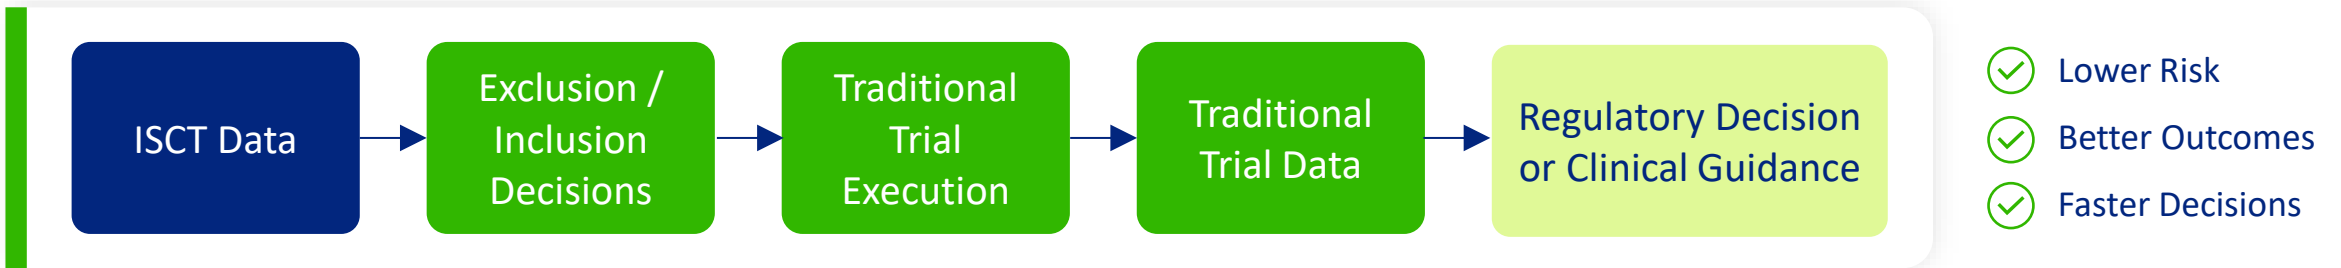 ISCT Data
Exclusion /
Inclusion
Decisions
Traditional
Trial
Execution
Traditional
Trial Data
Regulatory Decision
or Clinical Guidance
Lower Risk
Better Outcomes
Faster Decisions